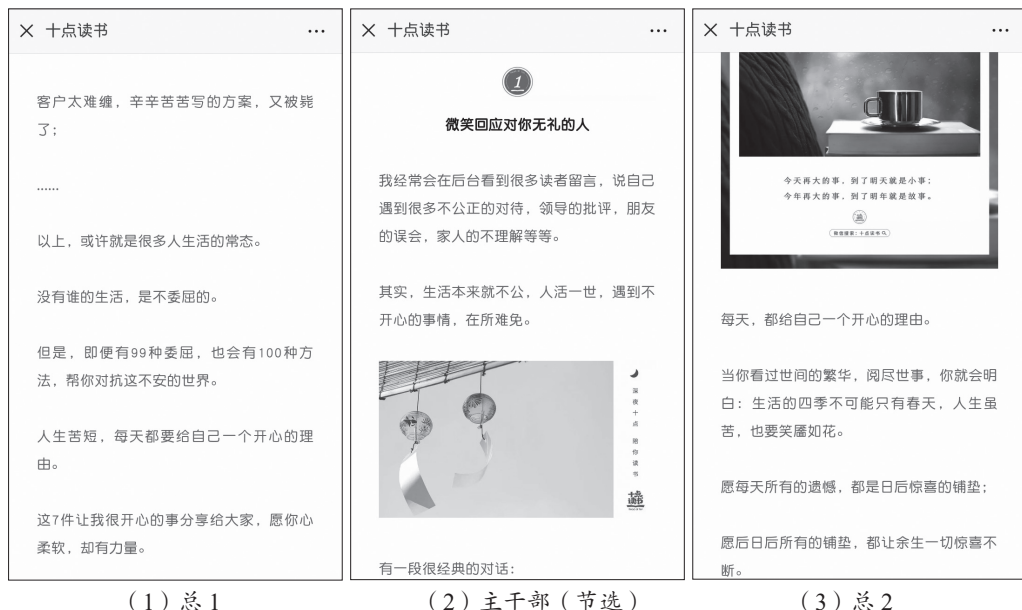 十点读书
客户太难缠，辛辛苦苦写的方案，又被毙
了；
……
以上，或许就是很多人生活的常态。
没有谁的生活，是不委屈的。
但是，即便有99种委屈，也会有100种方
法，帮你对抗这不安的世界。
人生苦短，每天都要给自己一个开心的理
由。
这7件让我很开心的事分享给大家，愿你心
柔软，却有力量。
（1）总1
十点读书
1
微笑回应对你无礼的人
我经常会在后台看到很多读者留言，说自己
遇到很多不公正的对待，领导的批评，朋友
的误会，家人的不理解等等。
其实，生活本来就不公，人活一世，遇到不
开心的事情，在所难免。
深夜十点 陪你读书
有一段很经典的对话：
（2）主干部（节选）
十点读书
今天再大的事，到了明天就是小事；
今年再大的事，到了明年就是故事。
微信搜索：十点读书
每天，都给自己一个开心的理由。
当你看过世间的繁华，阅尽世事，你就会明
白：生活的四季不可能只有春天，人生虽
苦，也要笑靥如花。
愿每天所有的遗憾，都是日后惊喜的铺垫；
愿后日后所有的铺垫，都让余生一切惊喜不
断。
（3）总2